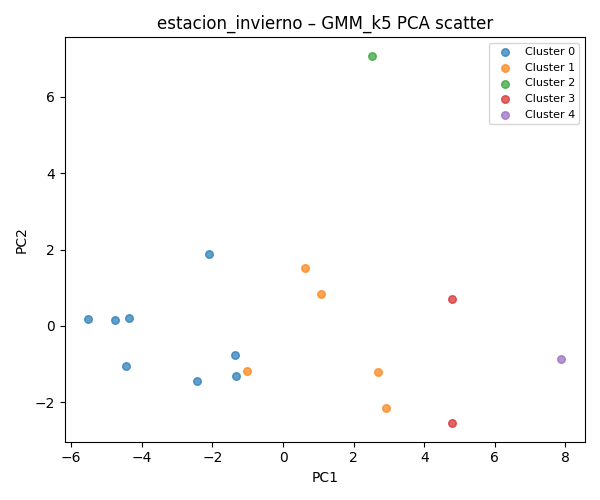 estacion_invierno – GMM_k5 PCA scatter
Cluster 0
Cluster 1
Cluster 2
Cluster 3
Cluster 4
6
4
2
0
−2
PC2
−6
−4
−2
0
2
4
6
8
PC1